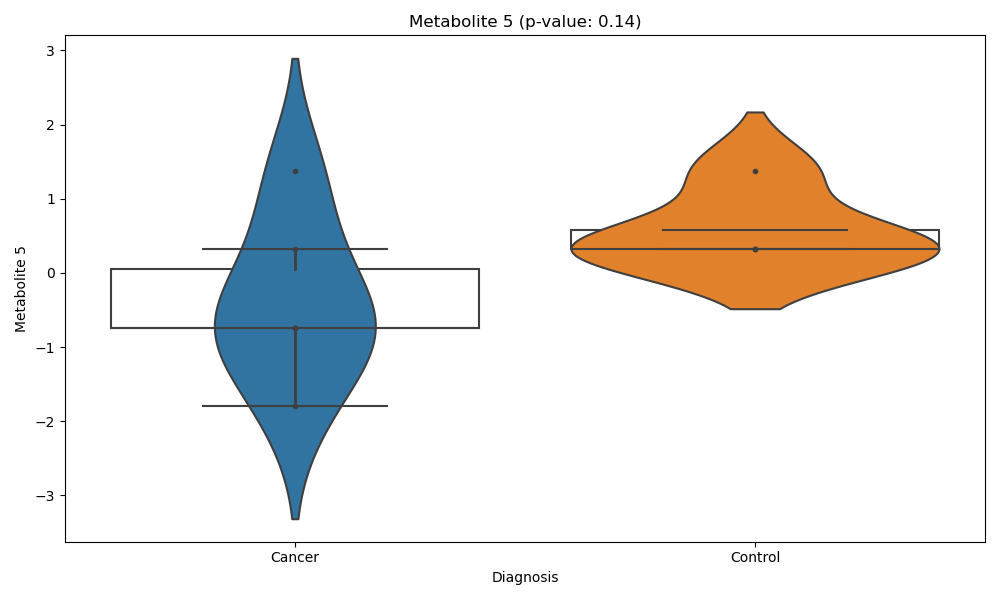 Metabolite 5 (p-value: 0.14)
3
2
1
0
−1
−2
−3
Metabolite 5
Cancer
Control
Diagnosis